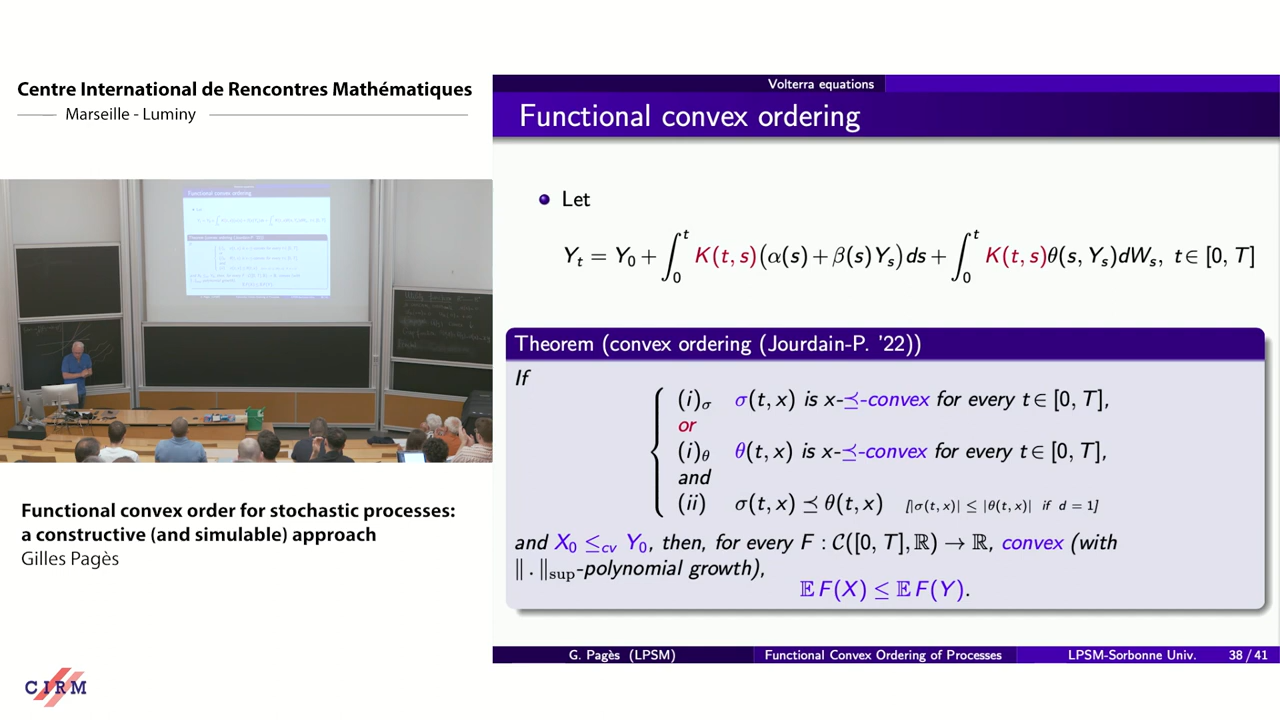 Centre International de Rencontres Mathématiques
Marseille - Luminy
Volterra equations
Functional convex ordering
Functional convex ordering
• Let
Y_t = Y_0 + ∫_0^t K(t, s)(α(s) + β(s)Y_s)ds + ∫_0^t K(t, s)θ(s, Y_s)dW_s, t ∈ [0, T]
Theorem (convex ordering (Jourdain-P. '22))
If
(i)_σ σ(t, x) is x-⪯-convex for every t ∈ [0, T],
or
(i)_θ θ(t, x) is x-⪯-convex for every t ∈ [0, T],
and
(ii) σ(t, x) ⪯ θ(t, x) [|σ(t, x)| ≤ |θ(t, x)| if d = 1]
and X_0 ≤_cv Y_0, then, for every F : C([0, T], ℝ) → ℝ, convex (with
‖ . ‖_sup-polynomial growth),
𝔼 F(X) ≤ 𝔼 F(Y).
G. Pagès (LPSM) Functional Convex Ordering of Processes LPSM-Sorbonne Univ. 38 / 41
Functional convex order for stochastic processes:
a constructive (and simulable) approach
Gilles Pagès
CIRM